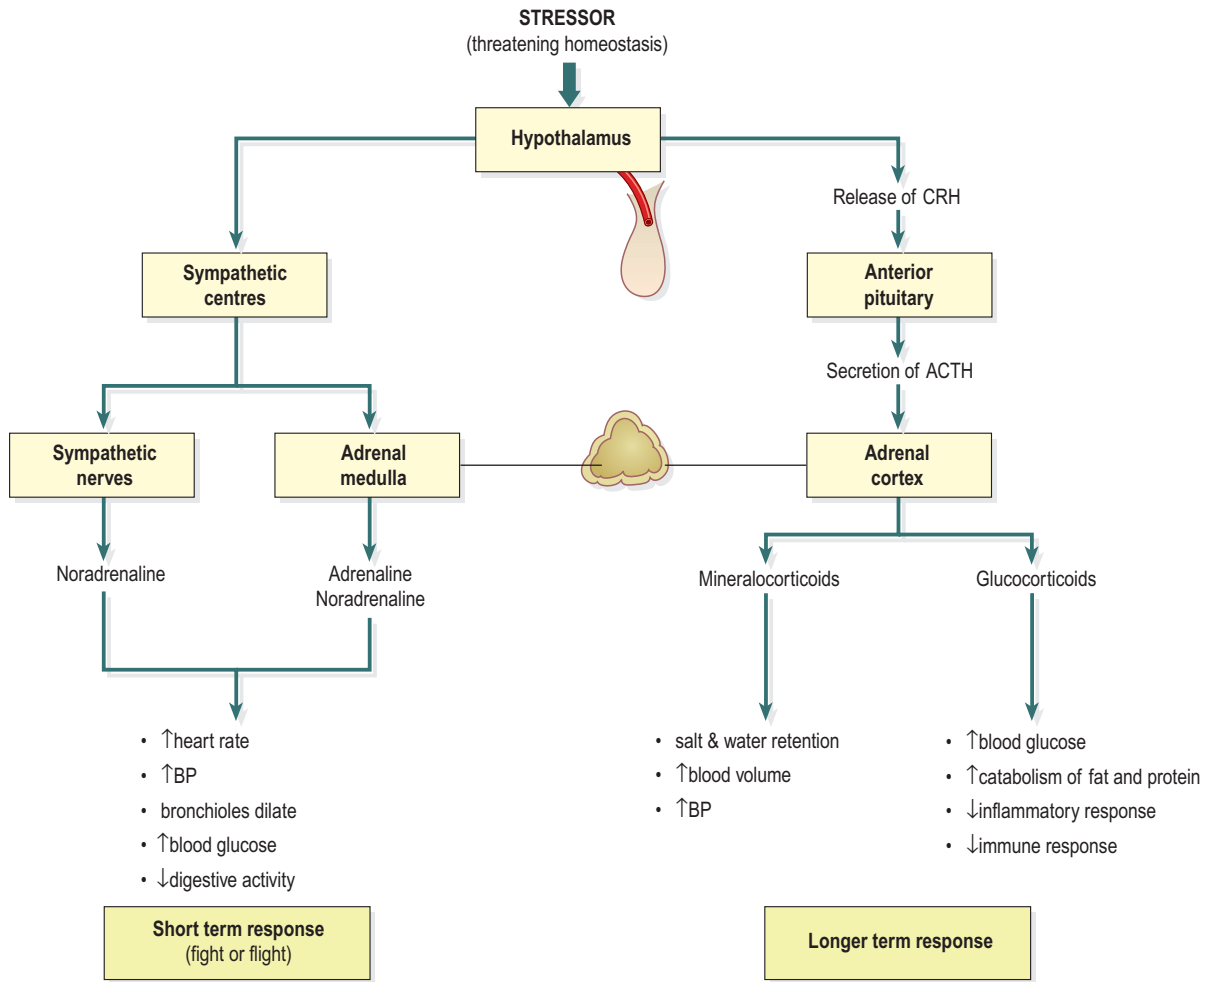 STRESSOR
(threatening homeostasis)
Hypothalamus
Release of CRH
Sympathetic
centres
Anterior
pituitary
Secretion of ACTH
Sympathetic
nerves
Adrenal
medulla
Adrenal
cortex
Noradrenaline
Adrenaline
Noradrenaline
Mineralocorticoids
Glucocorticoids
• ↑heart rate
• ↑BP
• bronchioles dilate
• ↑blood glucose
• ↓digestive activity
• salt & water retention
• ↑blood volume
• ↑BP
• ↑blood glucose
• ↑catabolism of fat and protein
• ↓inflammatory response
• ↓immune response
Short term response
(fight or flight)
Longer term response